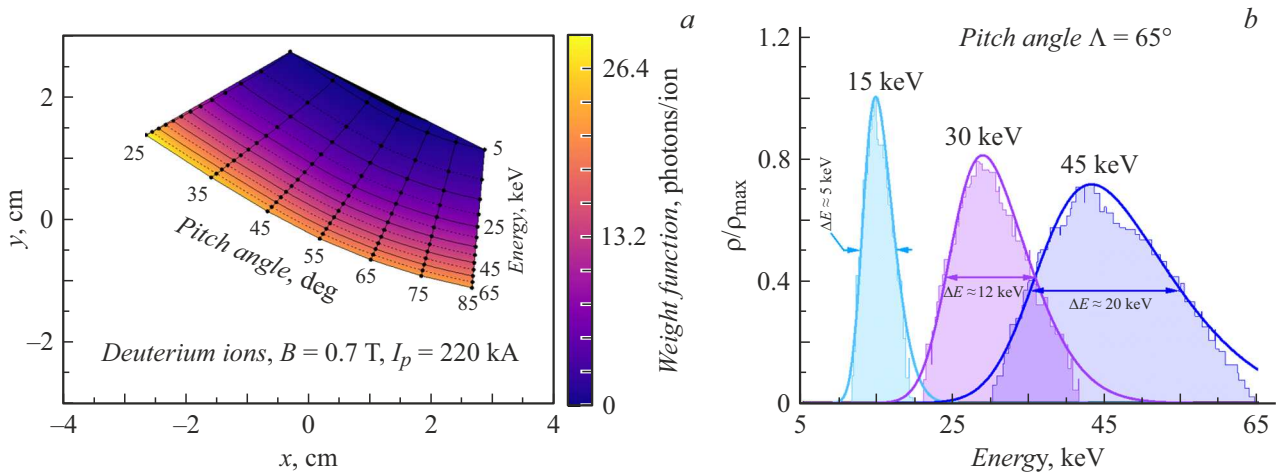 a
2
0
−2
y, cm
−4
−2
0
2
4
x, cm
25
35
45
55
65
75
85
Pitch angle, deg
5
25
45
65
Energy, keV
Deuterium ions, B = 0.7 T, I_p = 220 kA
26.4
13.2
0
Weight function, photons/ion
b
Pitch angle Λ = 65°
1.2
0.8
0.4
0
ρ/ρmax
15 keV
30 keV
45 keV
ΔE ≈ 5 keV
ΔE ≈ 12 keV
ΔE ≈ 20 keV
5
25
45
65
Energy, keV